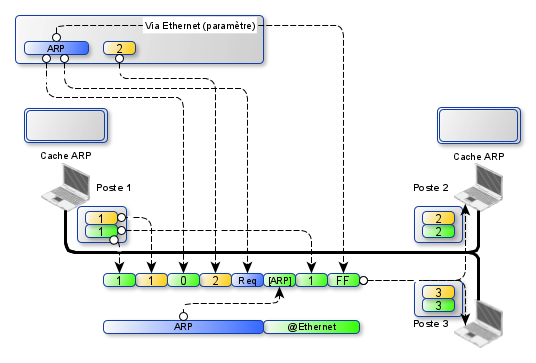 Via Ethernet (paramètre)
ARP 2
Cache ARP Cache ARP
Poste 1 Poste 2
1 2
1 2
1 1 0 2 Req [ARP] 1 FF
3
3
ARP @Ethernet
Poste 3